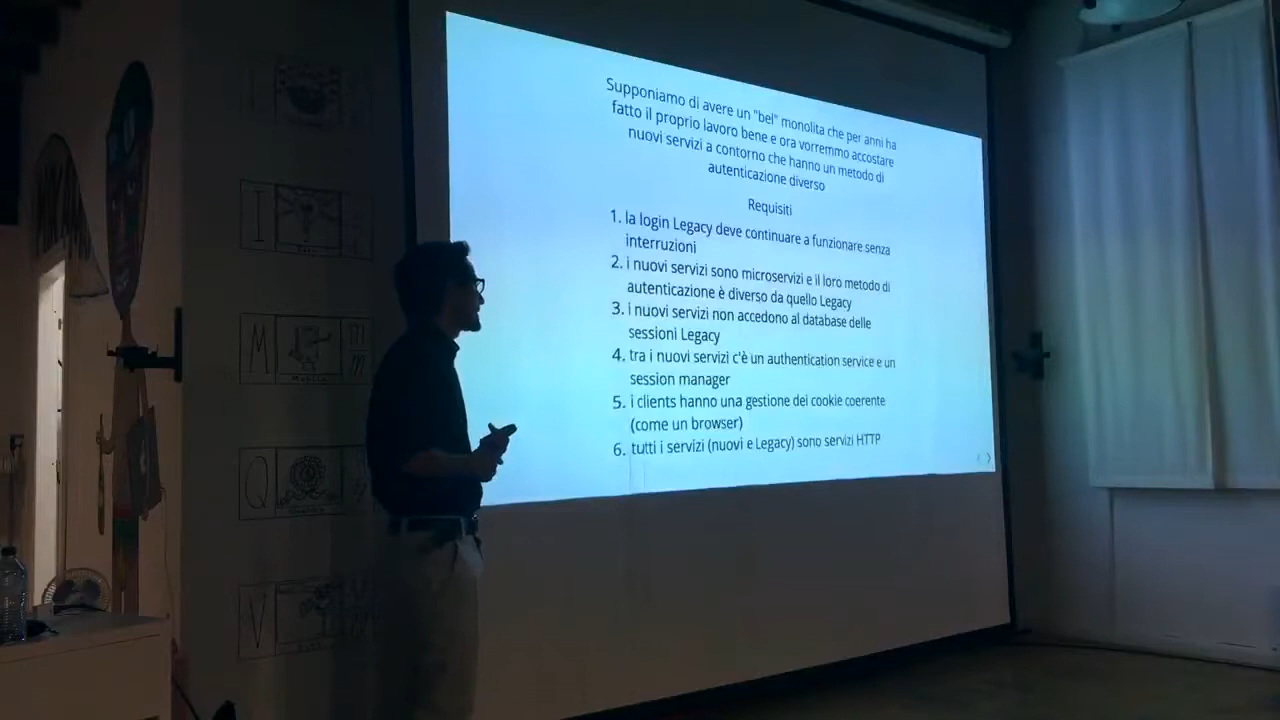 Supponiamo di avere un "bel" monolita che per anni ha
fatto il proprio lavoro bene e ora vorremmo accostare
nuovi servizi a contorno che hanno un metodo di
autenticazione diverso
Requisiti
1. la login Legacy deve continuare a funzionare senza
interruzioni
2. i nuovi servizi sono microservizi e il loro metodo di
autenticazione è diverso da quello Legacy
3. i nuovi servizi non accedono al database delle
sessioni Legacy
4. tra i nuovi servizi c'è un authentication service e un
session manager
5. i clients hanno una gestione dei cookie coerente
(come un browser)
6. tutti i servizi (nuovi e Legacy) sono servizi HTTP
I
M
Q
V